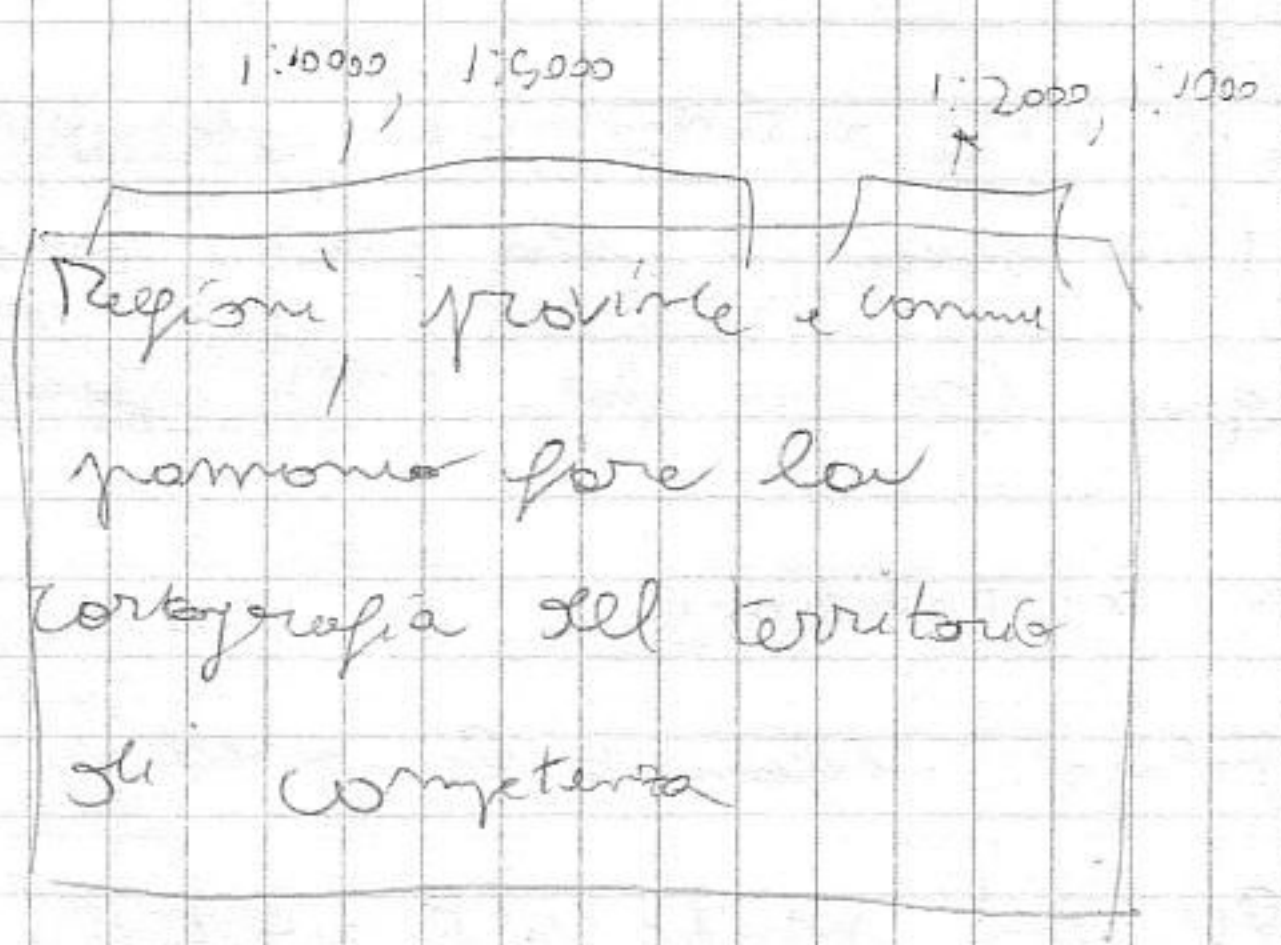 1:10000, 1:5000
1:2000, 1:1000
Regioni, province e comuni
possono fare la
cartografia del territorio
di competenza